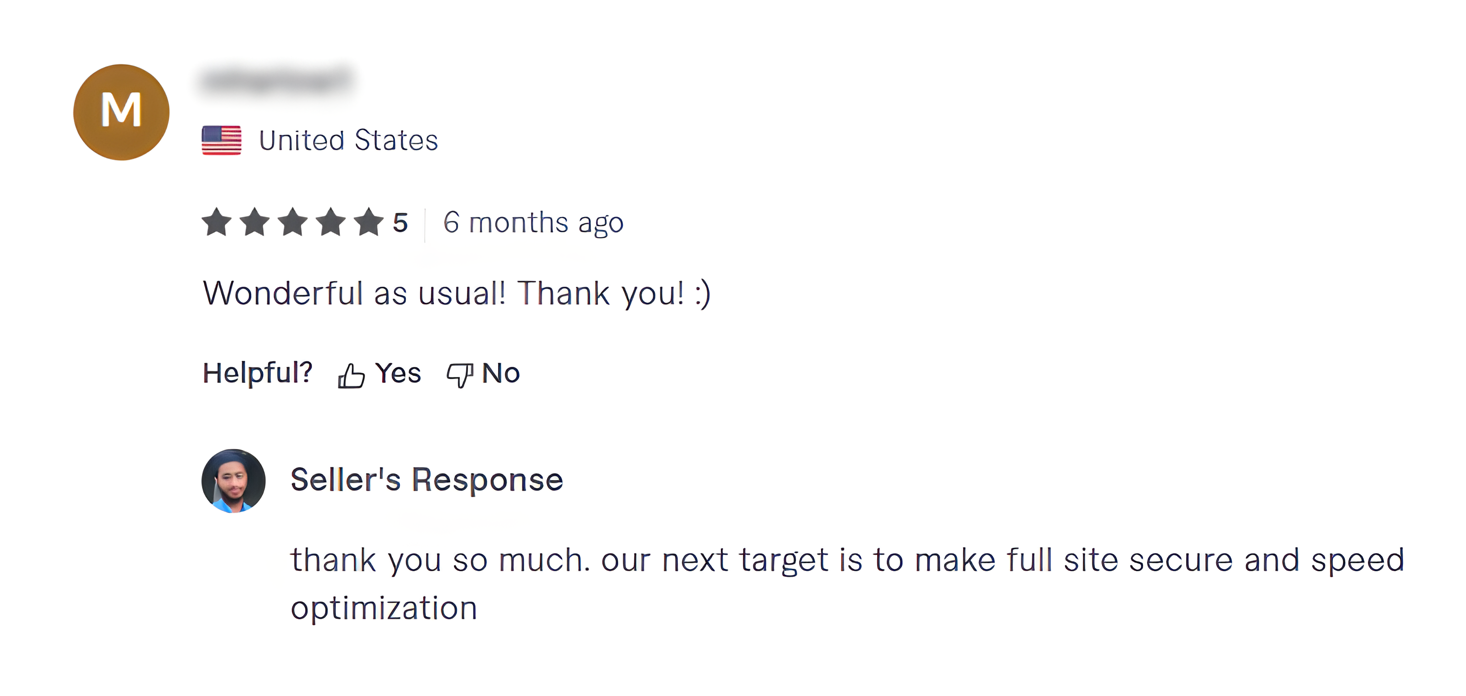 M
United States
5 6 months ago
Wonderful as usual! Thank you! :)
Helpful? Yes No
Seller's Response
thank you so much. our next target is to make full site secure and speed
optimization